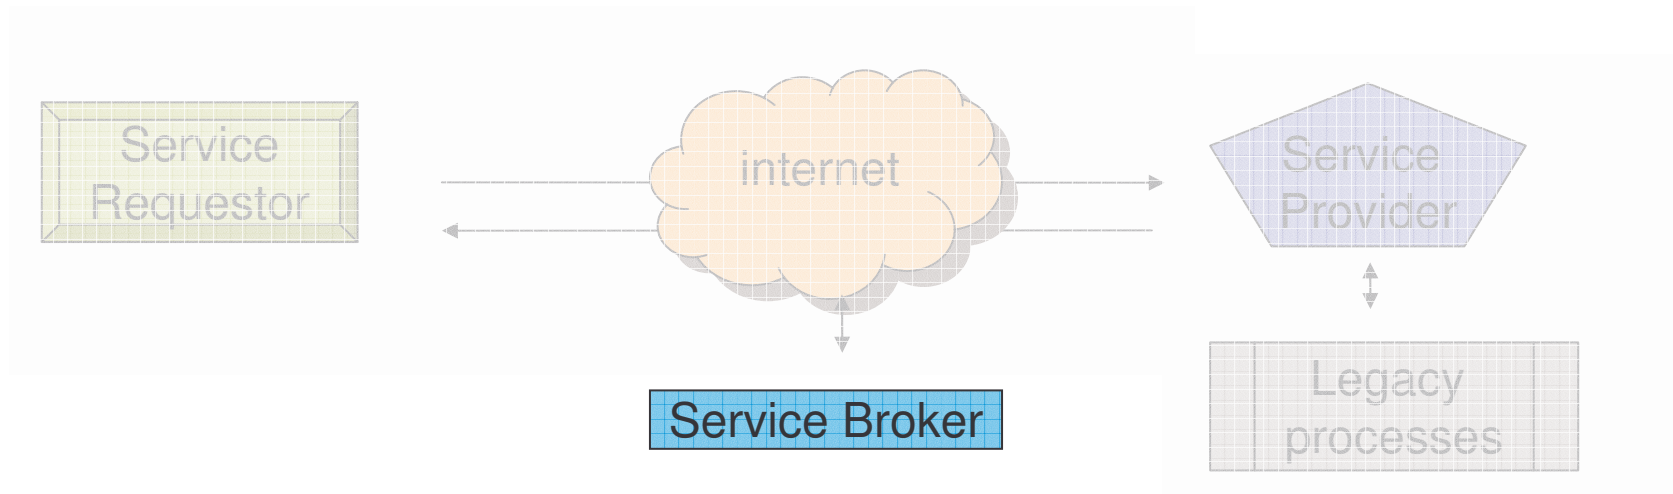 Service
Requestor
internet
Service
Provider
Service Broker
Legacy
processes